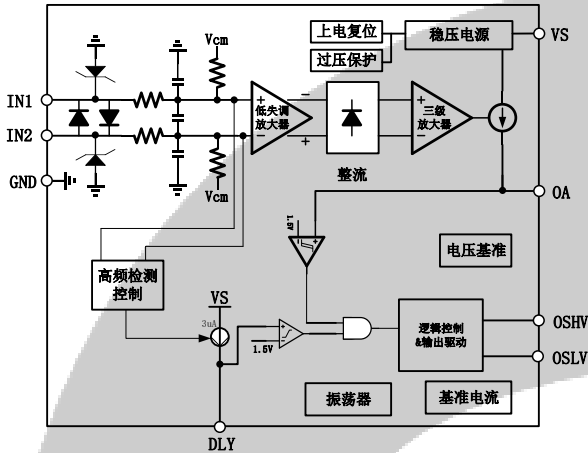 上电复位
过压保护
稳压电源
VS
Vcm
IN1
IN2
GND
低失调
放大器
整流
三级
放大器
Vcm
OA
1.5V
电压基准
高频检测
控制
VS
3uA
1.5V
逻辑控制
&输出驱动
OSHV
OSLV
振荡器
基准电流
DLY